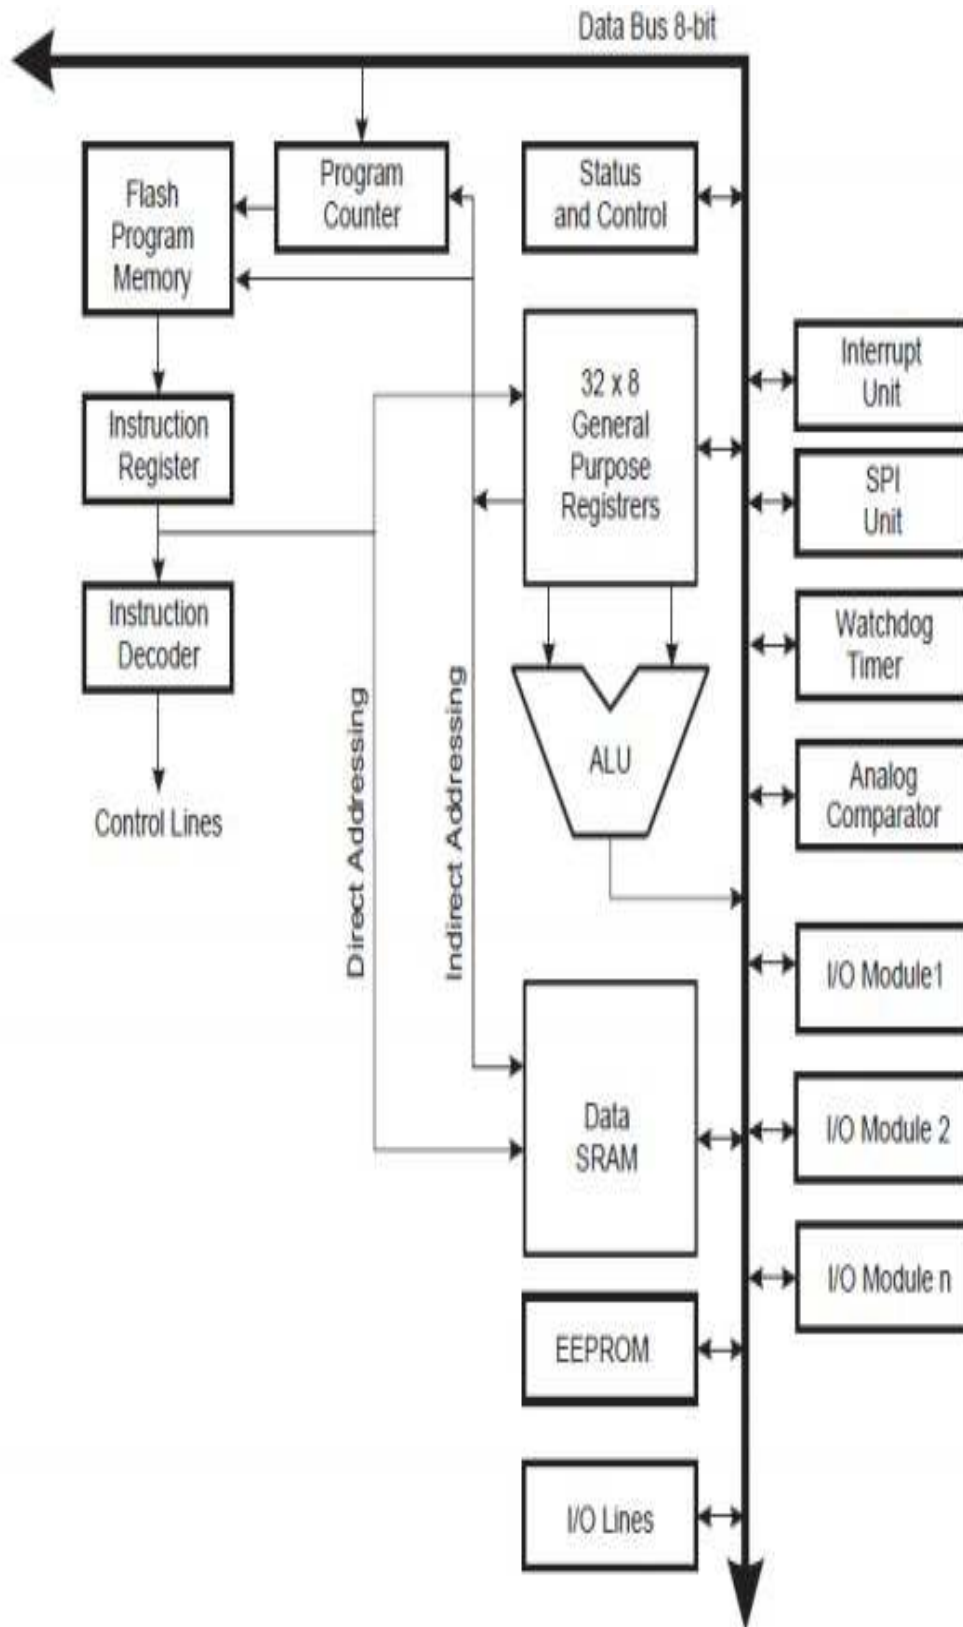 Data Bus 8-bit
Flash
Program
Memory
Program
Counter
Status
and Control
Instruction
Register
32 x 8
General
Purpose
Registrers
Interrupt
Unit
SPI
Unit
Instruction
Decoder
Watchdog
Timer
Control Lines
Direct Addressing
Indirect Addressing
ALU
Analog
Comparator
I/O Module1
Data
SRAM
I/O Module 2
I/O Module n
EEPROM
I/O Lines